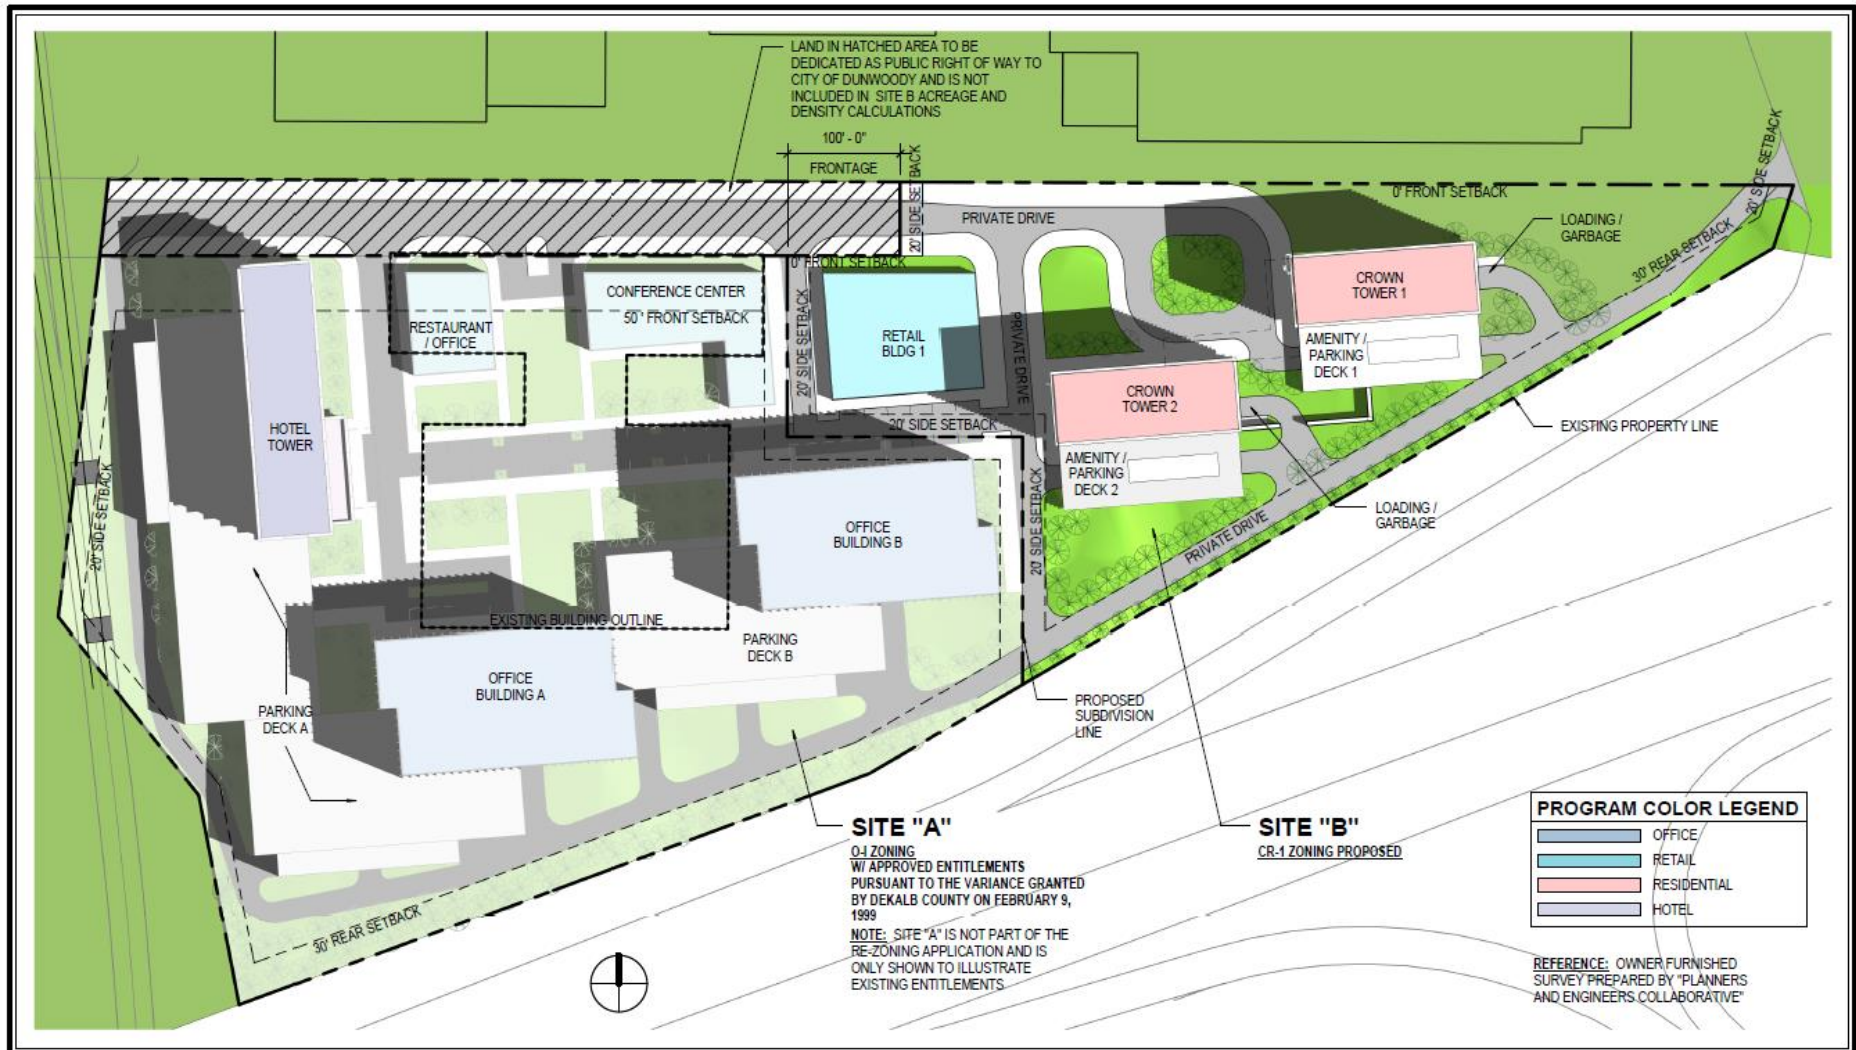 LAND IN HATCHED AREA TO BE
DEDICATED AS PUBLIC RIGHT OF WAY TO
CITY OF DUNWOODY AND IS NOT
INCLUDED IN SITE B ACREAGE AND
DENSITY CALCULATIONS
100' - 0"
FRONTAGE
20' SIDE SETBACK
PRIVATE DRIVE
0' FRONT SETBACK
20' SIDE SETBACK
LOADING /
GARBAGE
30' REAR SETBACK
0' FRONT SETBACK
CROWN
TOWER 1
CONFERENCE CENTER
50' FRONT SETBACK
RESTAURANT
/ OFFICE
20' SIDE SETBACK
RETAIL
BLDG 1
PRIVATE DRIVE
AMENITY /
PARKING
DECK 1
CROWN
TOWER 2
HOTEL
TOWER
20' SIDE SETBACK
EXISTING PROPERTY LINE
AMENITY /
PARKING
DECK 2
20' SIDE SETBACK
20' SIDE SETBACK
LOADING /
GARBAGE
PRIVATE DRIVE
OFFICE
BUILDING B
EXISTING BUILDING OUTLINE
PARKING
DECK B
OFFICE
BUILDING A
PARKING
DECK A
PROPOSED
SUBDIVISION
LINE
30' REAR SETBACK
SITE "A"
O-I ZONING
W/ APPROVED ENTITLEMENTS
PURSUANT TO THE VARIANCE GRANTED
BY DEKALB COUNTY ON FEBRUARY 9,
1999
NOTE: SITE "A" IS NOT PART OF THE
RE-ZONING APPLICATION AND IS
ONLY SHOWN TO ILLUSTRATE
EXISTING ENTITLEMENTS
SITE "B"
CR-1 ZONING PROPOSED
PROGRAM COLOR LEGEND
OFFICE
RETAIL
RESIDENTIAL
HOTEL
REFERENCE: OWNER FURNISHED
SURVEY PREPARED BY "PLANNERS
AND ENGINEERS COLLABORATIVE"